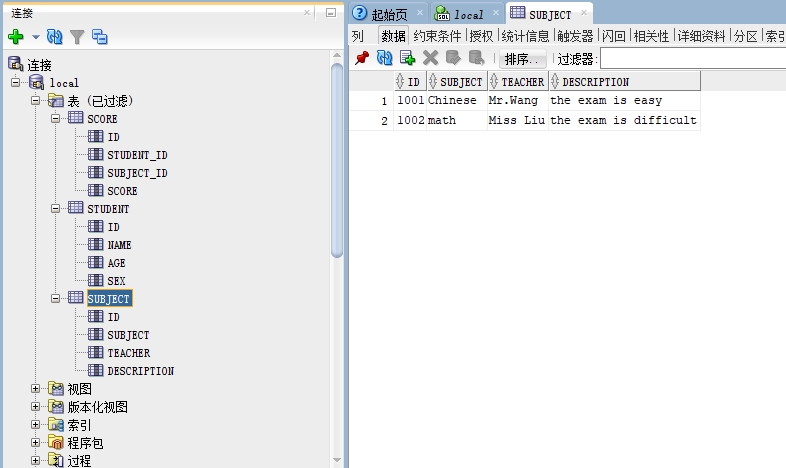 连接
连接
local
表 (已过滤)
SCORE
ID
STUDENT_ID
SUBJECT_ID
SCORE
STUDENT
ID
NAME
AGE
SEX
SUBJECT
ID
SUBJECT
TEACHER
DESCRIPTION
视图
版本化视图
索引
程序包
过程
起始页 local SUBJECT
列 数据 约束条件 授权 统计信息 触发器 闪回 相关性 详细资料 分区 索引
排序.. 过滤器:
ID SUBJECT TEACHER DESCRIPTION
1 1001 Chinese Mr.Wang the exam is easy
2 1002 math Miss Liu the exam is difficult